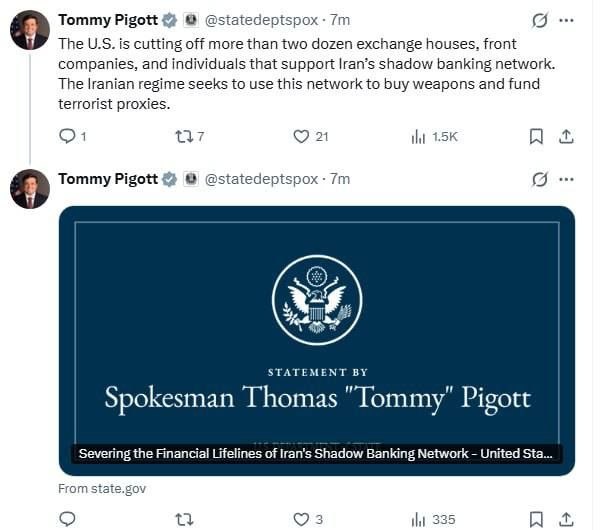 Tommy Pigott @statedeptspox · 7m
The U.S. is cutting off more than two dozen exchange houses, front
companies, and individuals that support Iran’s shadow banking network.
The Iranian regime seeks to use this network to buy weapons and fund
terrorist proxies.
1 7 21 1.5K
Tommy Pigott @statedeptspox · 7m
STATEMENT BY
Spokesman Thomas "Tommy" Pigott
Severing the Financial Lifelines of Iran's Shadow Banking Network - United Sta...
From state.gov
3 335